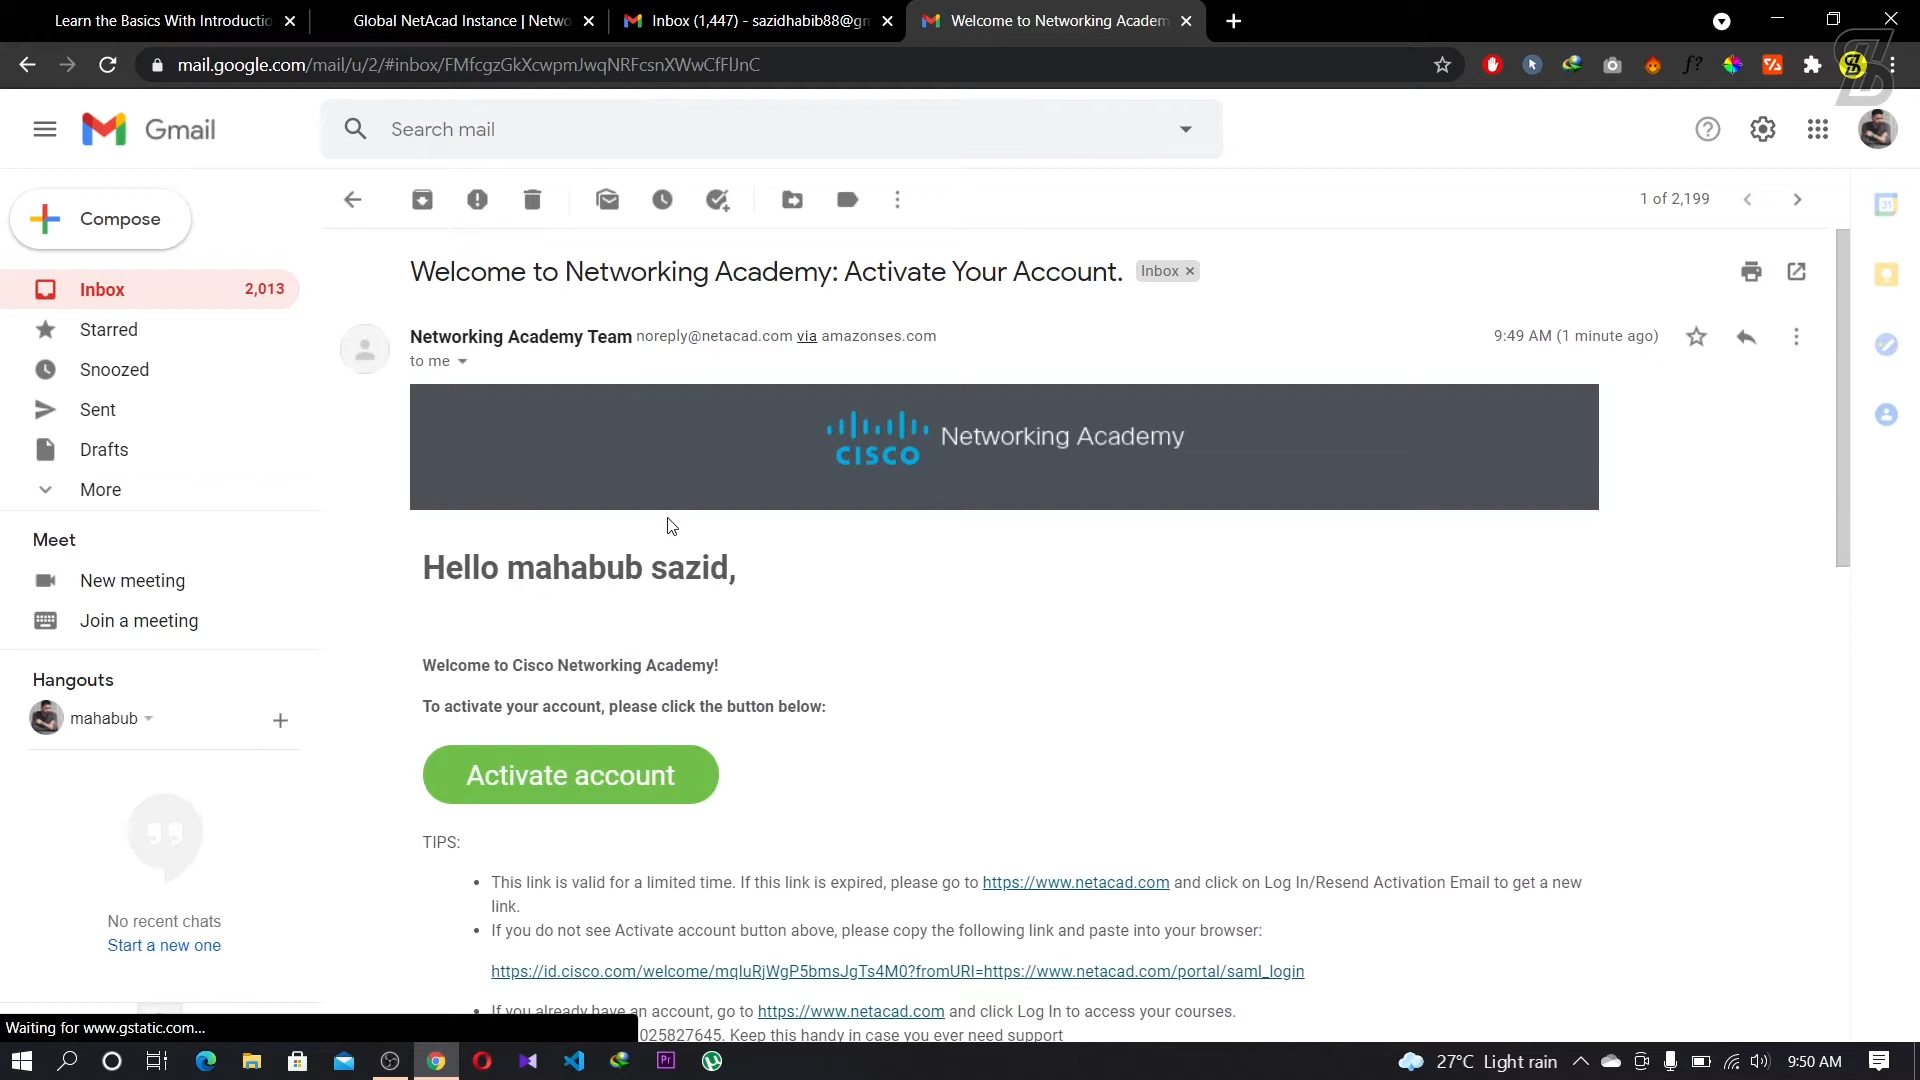 Learn the Basics With Introductio
Global NetAcad Instance | Netwo
Inbox (1,447) - sazidhabib88@gm
Welcome to Networking Academ
mail.google.com/mail/u/2/#inbox/FMfcgzGkXcwpmJwqNRFcsnXWwCfFlJnC
Gmail
Search mail
Compose
1 of 2,199
Welcome to Networking Academy: Activate Your Account.
Inbox ×
Inbox 2,013
Starred
Snoozed
Sent
Drafts
More
Networking Academy Team noreply@netacad.com via amazonses.com
9:49 AM (1 minute ago)
to me
CISCO Networking Academy
Hello mahabub sazid,
Meet
New meeting
Join a meeting
Welcome to Cisco Networking Academy!
To activate your account, please click the button below:
Hangouts
mahabub
Activate account
TIPS:
This link is valid for a limited time. If this link is expired, please go to https://www.netacad.com and click on Log In/Resend Activation Email to get a new
link.
If you do not see Activate account button above, please copy the following link and paste into your browser:
https://id.cisco.com/welcome/mqIuRjWgP5bmsJgTs4M0?fromURI=https://www.netacad.com/portal/saml_login
If you already have an account, go to https://www.netacad.com and click Log In to access your courses.
025827645. Keep this handy in case you ever need support
No recent chats
Start a new one
Waiting for www.gstatic.com...
27°C Light rain
9:50 AM